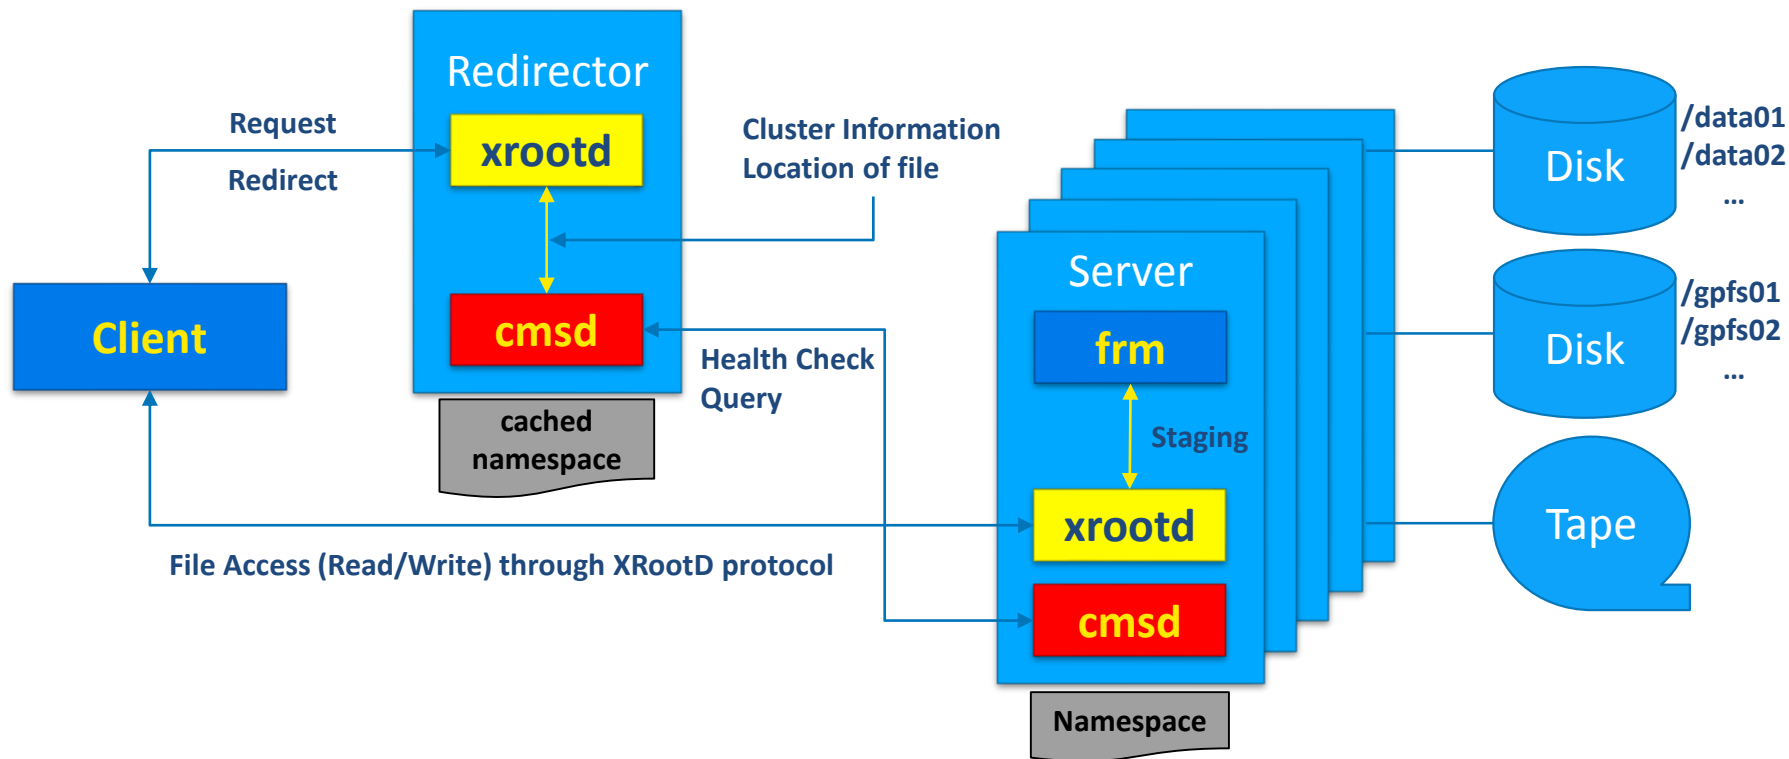 Redirector
Request
xrootd
Redirect
Cluster Information
Location of file
Client
cmsd
Health Check
Query
cached
namespace
File Access (Read/Write) through XRootD protocol
Server
frm
Staging
xrootd
cmsd
Namespace
Disk
/data01
/data02
...
Disk
/gpfs01
/gpfs02
...
Tape